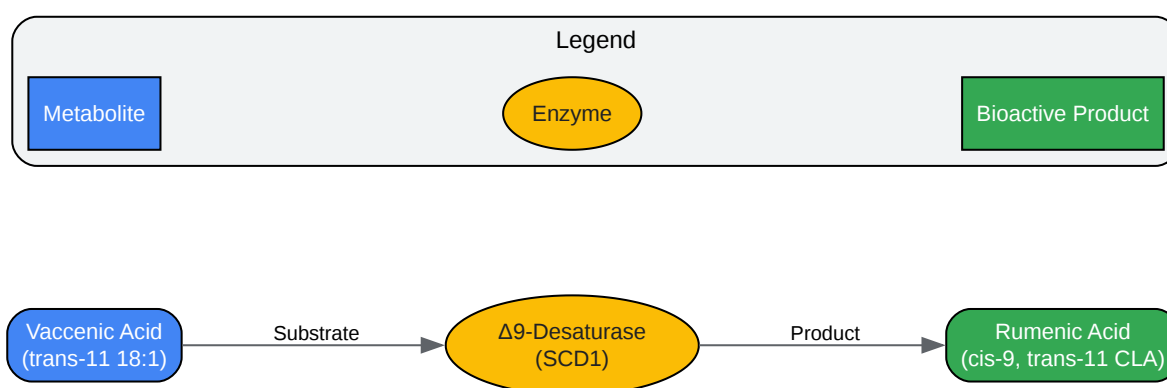 Legend
Metabolite
Enzyme
Bioactive Product
Vaccenic Acid
(trans-11 18:1)
Substrate
Δ9-Desaturase
(SCD1)
Product
Rumenic Acid
(cis-9, trans-11 CLA)